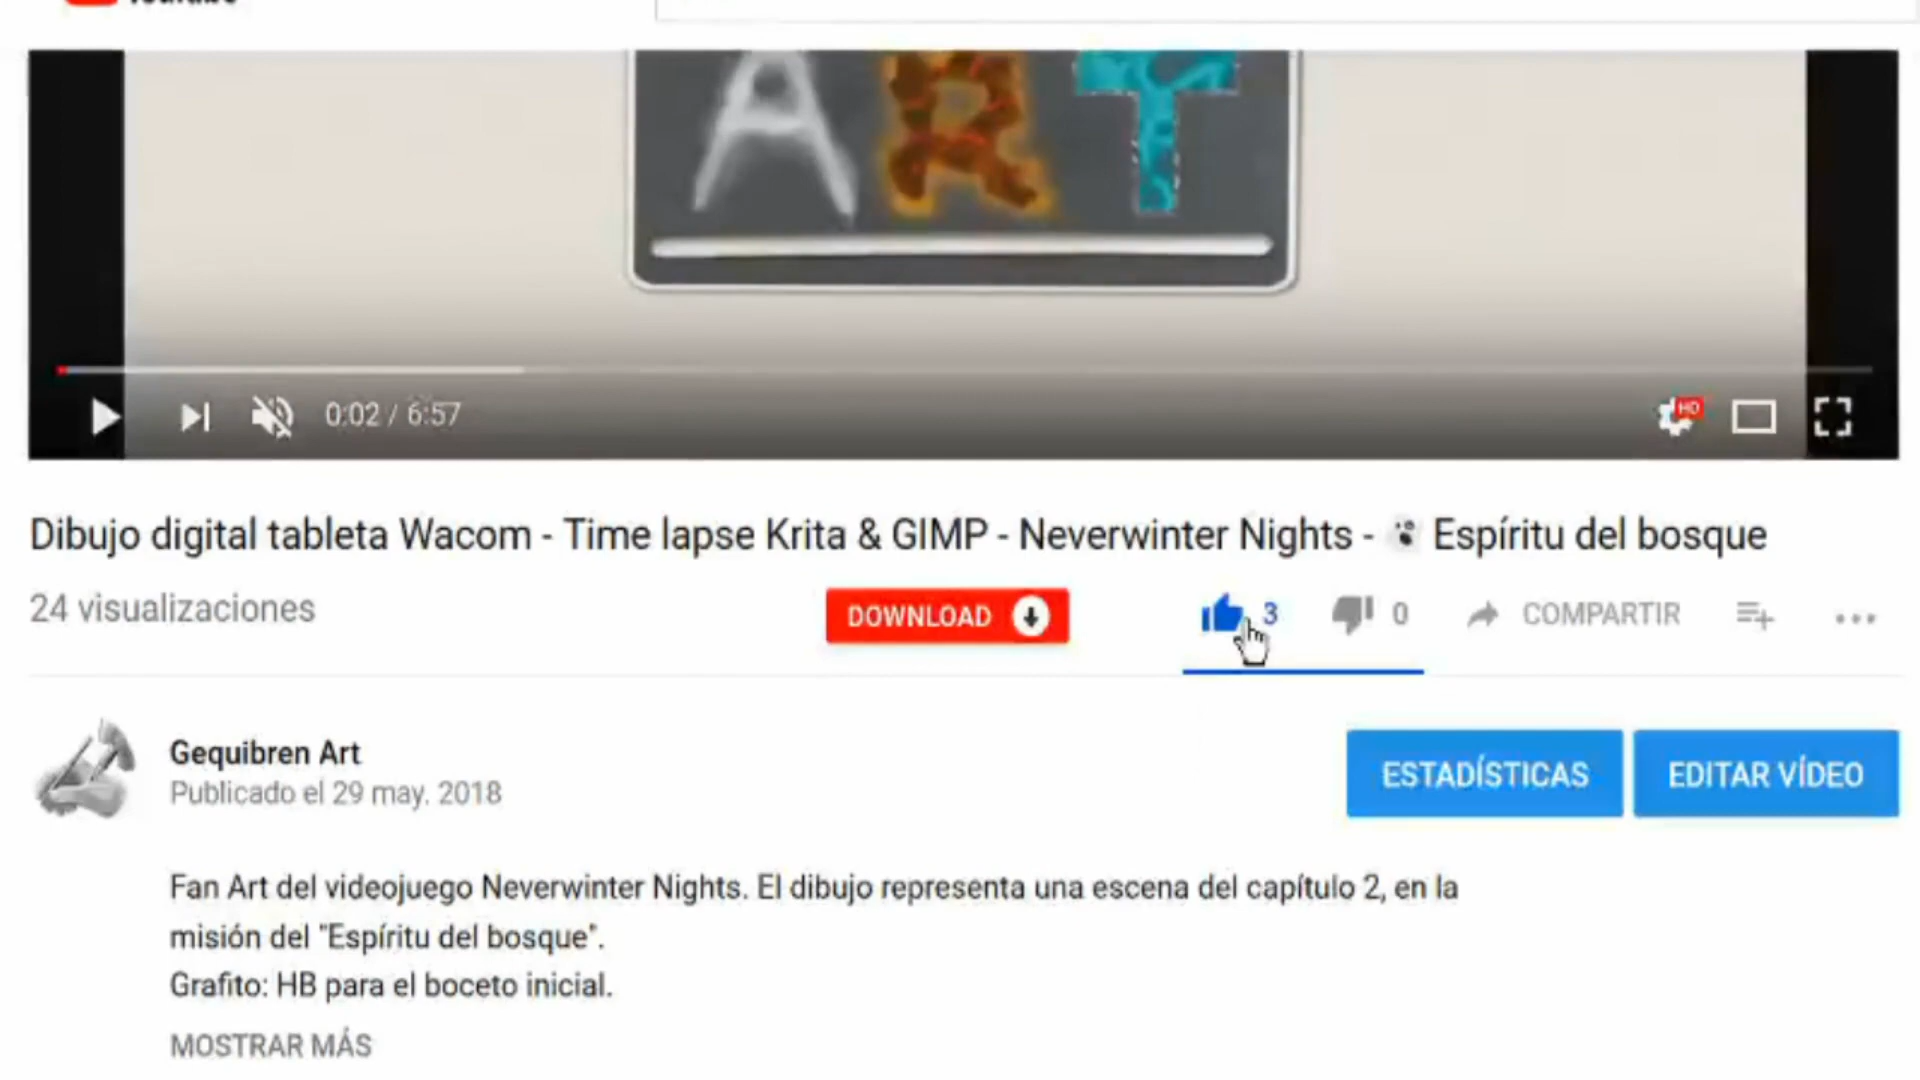 YouTube
ART
HD
0:02 / 6:57
Dibujo digital tableta Wacom - Time lapse Krita & GIMP - Neverwinter Nights - Espíritu del bosque
24 visualizaciones
DOWNLOAD
3
0
COMPARTIR
Gequibren Art
Publicado el 29 may. 2018
ESTADÍSTICAS
EDITAR VÍDEO
Fan Art del videojuego Neverwinter Nights. El dibujo representa una escena del capítulo 2, en la
misión del "Espíritu del bosque".
Grafito: HB para el boceto inicial.
MOSTRAR MÁS